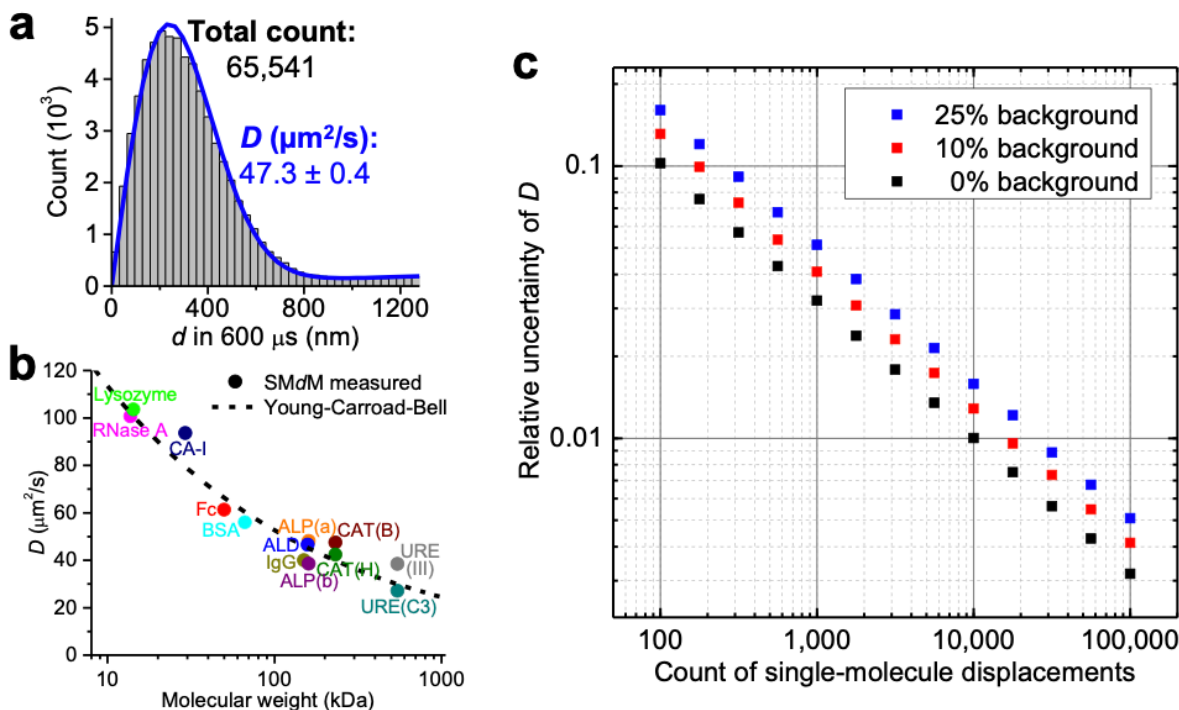 a
Total count:
65,541
D (μm²/s):
47.3 ± 0.4
Count (10³)
5
4
3
2
1
0
0 400 800 1200
d in 600 μs (nm)
b
120
100
80
60
40
20
0
D (μm²/s)
SMdM measured
Young-Carroad-Bell
Lysozyme
RNase A
CA-I
Fc
BSA
ALP(a)
CAT(B)
ALD
IgG
CAT(H)
ALP(b)
URE
(III)
URE(C3)
10 100 1000
Molecular weight (kDa)
c
25% background
10% background
0% background
Relative uncertainty of D
0.1
0.01
100 1,000 10,000 100,000
Count of single-molecule displacements